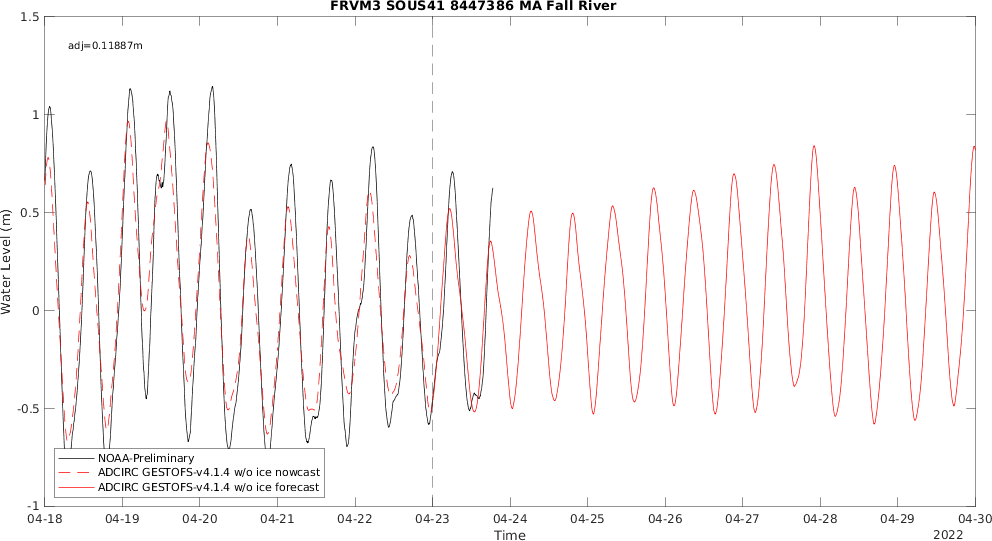 FRVM3 SOUS41 8447386 MA Fall River
adj=0.11887m
Water Level (m)
1.5
1
0.5
0
-0.5
-1
NOAA-Preliminary
ADCIRC GESTOFS-v4.1.4 w/o ice nowcast
ADCIRC GESTOFS-v4.1.4 w/o ice forecast
04-18 04-19 04-20 04-21 04-22 04-23 04-24 04-25 04-26 04-27 04-28 04-29 04-30
Time
2022